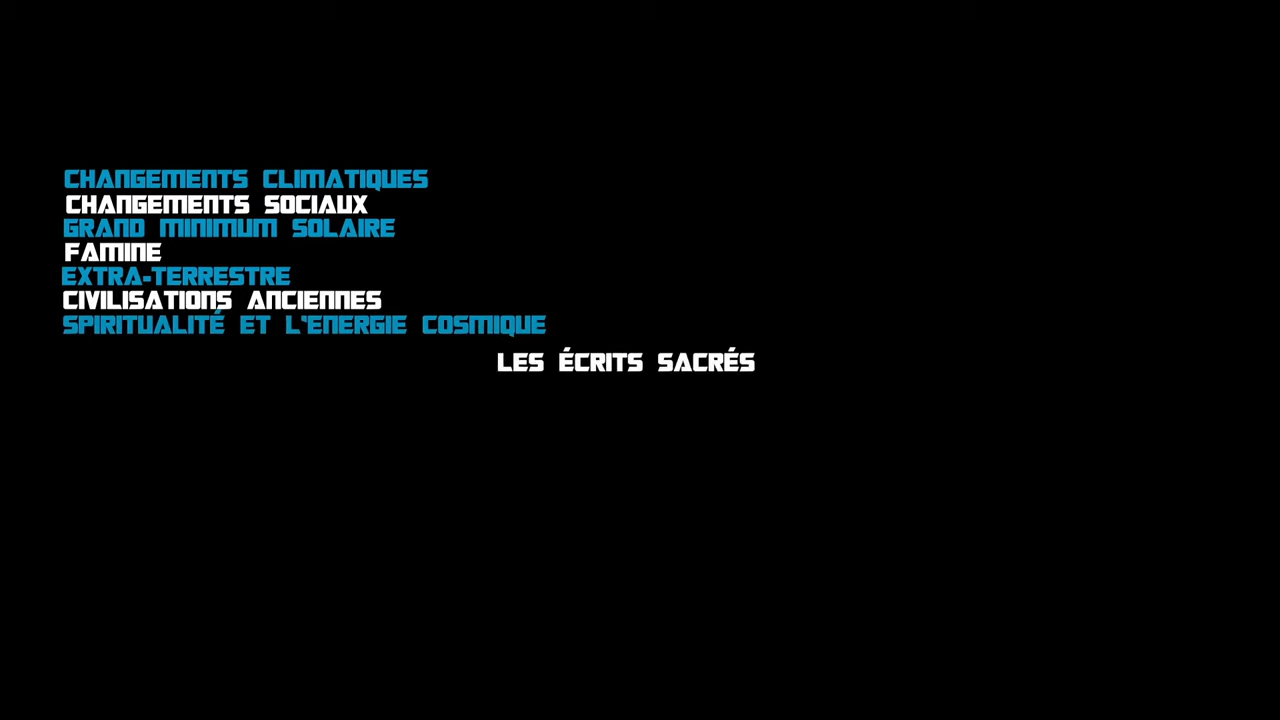 CHANGEMENTS CLIMATIQUES
CHANGEMENTS SOCIAUX
GRAND MINIMUM SOLAIRE
FAMINE
EXTRA-TERRESTRE
CIVILISATIONS ANCIENNES
SPIRITUALITÉ ET L'ENERGIE COSMIQUE
LES ÉCRITS SACRÉS